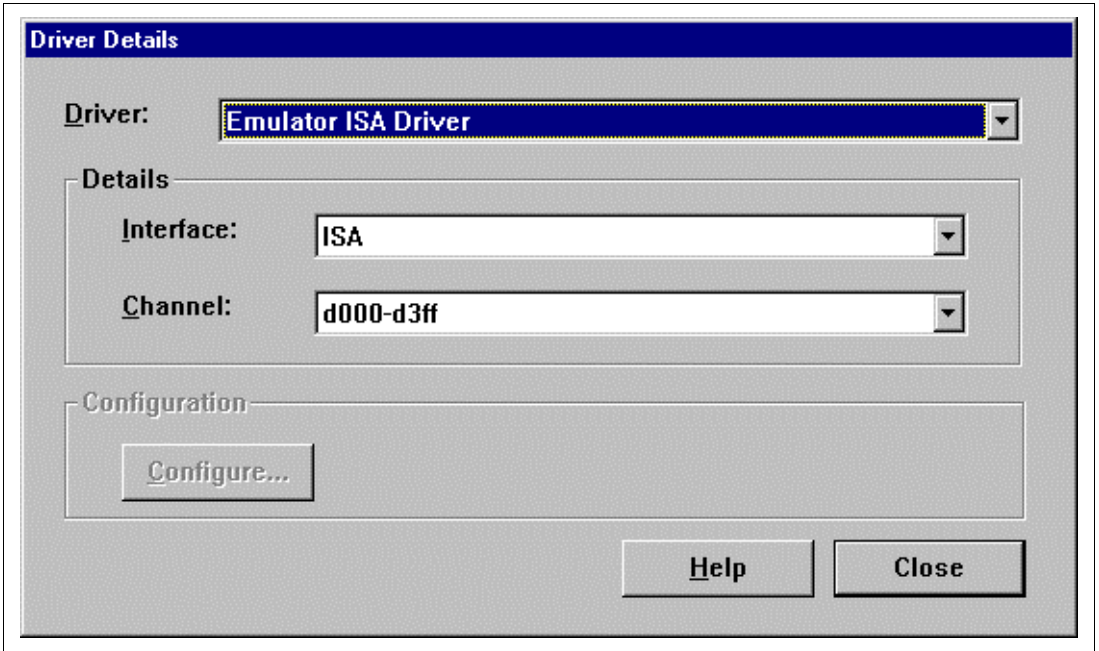 Driver Details
Driver: Emulator ISA Driver
Details
Interface: ISA
Channel: d000-d3ff
Configuration
Configure...
Help Close